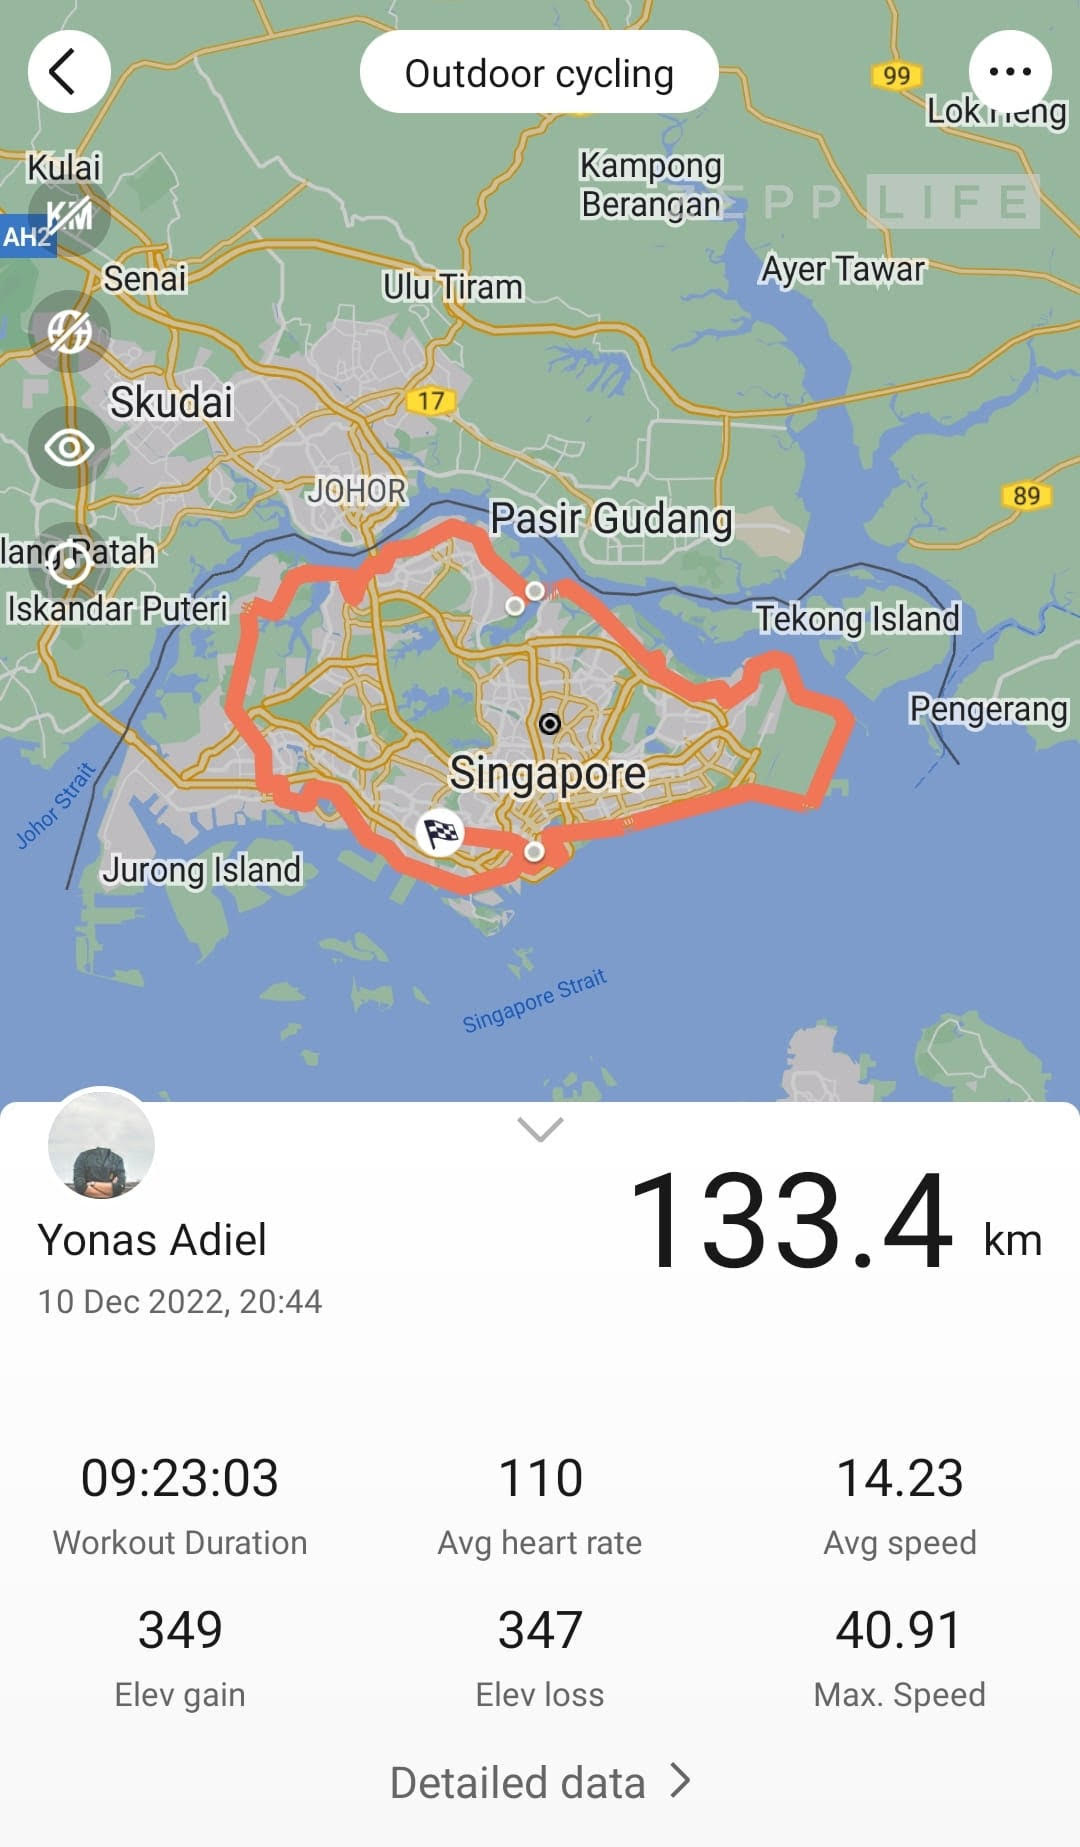 Outdoor cycling
99
Lok Heng
Kulai
Kampong
Berangan
ZEPP LIFE
KM
AH2
Senai
Ulu Tiram
Ayer Tawar
Skudai
17
JOHOR
89
Pasir Gudang
lang Patah
Iskandar Puteri
Tekong Island
Pengerang
Singapore
Johor Strait
Jurong Island
Singapore Strait
133.4 km
Yonas Adiel
10 Dec 2022, 20:44
09:23:03
Workout Duration
110
Avg heart rate
14.23
Avg speed
349
Elev gain
347
Elev loss
40.91
Max. Speed
Detailed data